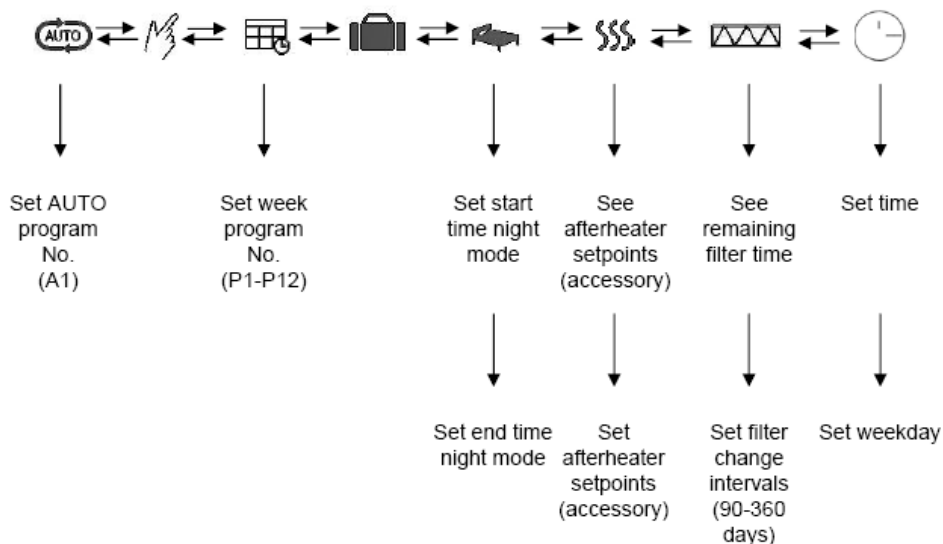 AUTO
Set AUTO
program
No.
(A1)
Set week
program
No.
(P1-P12)
Set start
time night
mode
See
afterheater
setpoints
(accessory)
See
remaining
filter time
Set time
Set end time
night mode
Set
afterheater
setpoints
(accessory)
Set filter
change
intervals
(90-360
days)
Set weekday